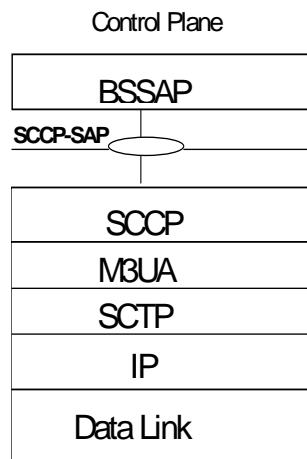 Control Plane
BSSAP
SCCP-SAP
SCCP
M3UA
SCTP
IP
Data Link